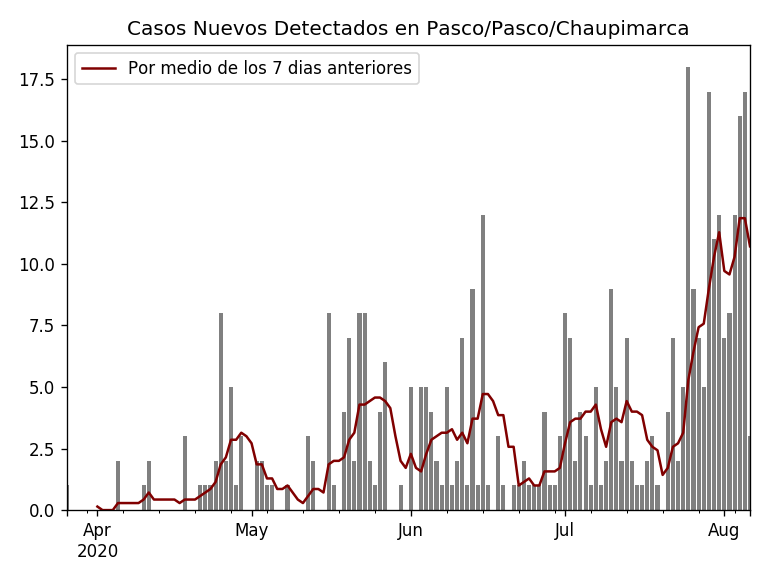 Casos Nuevos Detectados en Pasco/Pasco/Chaupimarca
Por medio de los 7 dias anteriores
17.5
15.0
12.5
10.0
7.5
5.0
2.5
0.0
Apr
2020
May
Jun
Jul
Aug